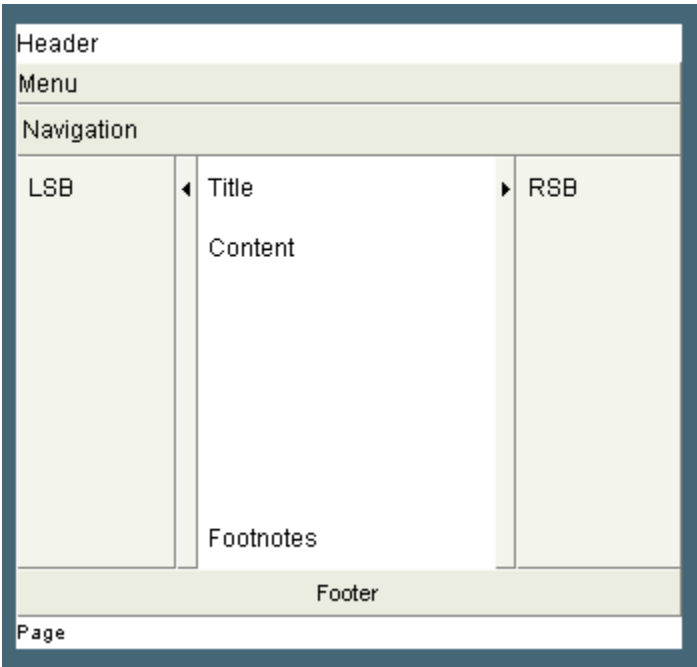 Header
Menu
Navigation
LSB
Title
RSB
Content
Footnotes
Footer
Page